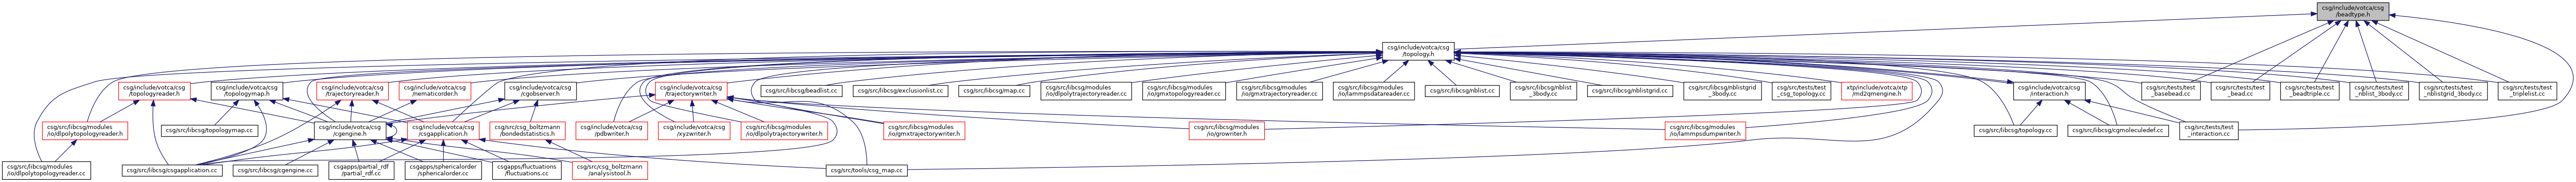 csg/include/votca/csg
/beadtype.h
csg/include/votca/csg
/topology.h
csg/include/votca/csg
/topologyreader.h
csg/include/votca/csg
/topologymap.h
csg/include/votca/csg
/trajectoryreader.h
csg/include/votca/csg
/nematicorder.h
csg/include/votca/csg
/cgobserver.h
csg/include/votca/csg
/trajectorywriter.h
csg/src/libcsg/beadlist.cc
csg/src/libcsg/exclusionlist.cc
csg/src/libcsg/map.cc
csg/src/libcsg/modules
/io/dlpolytrajectoryreader.cc
csg/src/libcsg/modules
/io/gmxtopologyreader.cc
csg/src/libcsg/modules
/io/gmxtrajectoryreader.cc
csg/src/libcsg/modules
/io/lammpsdatareader.cc
csg/src/libcsg/nblist.cc
csg/src/libcsg/nblist
_3body.cc
csg/src/libcsg/nblistgrid.cc
csg/src/libcsg/nblistgrid
_3body.cc
csg/src/tests/test
_csg_topology.cc
xtp/include/votca/xtp
/md2qmengine.h
csg/include/votca/csg
/interaction.h
csg/src/tests/test
_basebead.cc
csg/src/tests/test
_bead.cc
csg/src/tests/test
_beadtriple.cc
csg/src/tests/test
_nblist_3body.cc
csg/src/tests/test
_nblistgrid_3body.cc
csg/src/tests/test
_triplelist.cc
csg/src/libcsg/modules
/io/dlpolytopologyreader.h
csg/src/libcsg/topologymap.cc
csg/include/votca/csg
/cgengine.h
csg/include/votca/csg
/csgapplication.h
csg/src/csg_boltzmann
/bondedstatistics.h
csg/include/votca/csg
/pdbwriter.h
csg/include/votca/csg
/xyzwriter.h
csg/src/libcsg/modules
/io/dlpolytrajectorywriter.h
csg/src/libcsg/modules
/io/gmxtrajectorywriter.h
csg/src/libcsg/modules
/io/growriter.h
csg/src/libcsg/modules
/io/lammpsdumpwriter.h
csg/src/libcsg/topology.cc
csg/src/libcsg/cgmoleculedef.cc
csg/src/tests/test
_interaction.cc
csg/src/libcsg/modules
/io/dlpolytopologyreader.cc
csg/src/libcsg/csgapplication.cc
csg/src/libcsg/cgengine.cc
csgapps/partial_rdf
/partial_rdf.cc
csgapps/sphericalorder
/sphericalorder.cc
csgapps/fluctuations
/fluctuations.cc
csg/src/csg_boltzmann
/analysistool.h
csg/src/tools/csg_map.cc